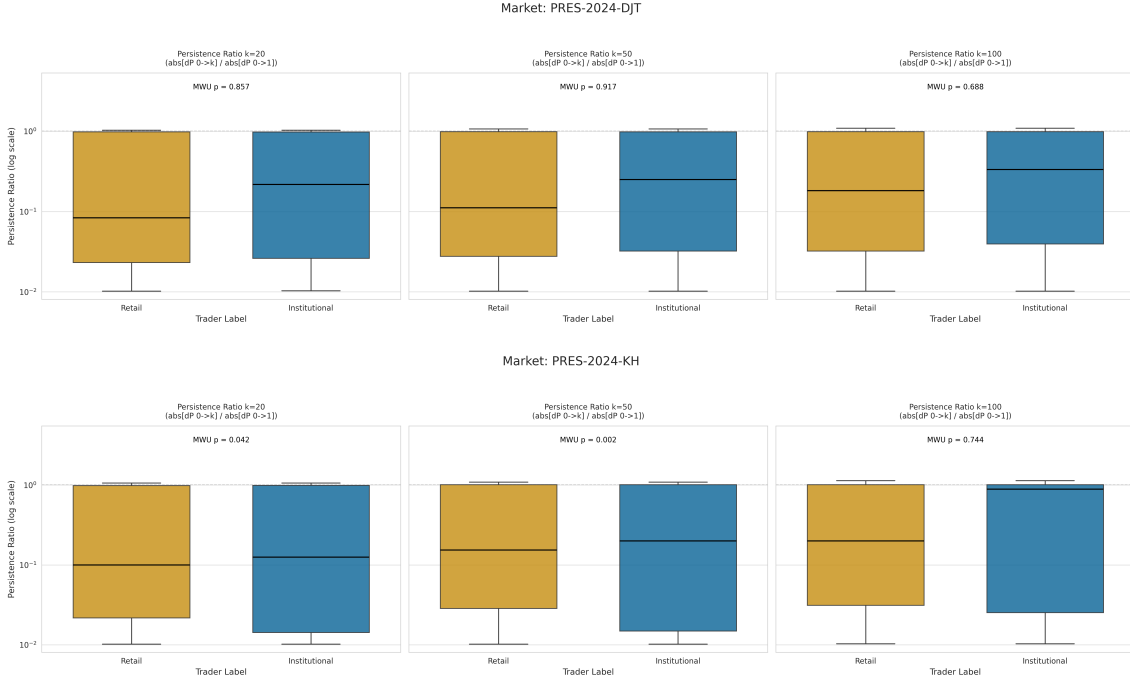 Market: PRES-2024-DJT
Persistence Ratio k=20
(abs[dP 0->k] / abs[dP 0->1])
Persistence Ratio k=50
(abs[dP 0->k] / abs[dP 0->1])
Persistence Ratio k=100
(abs[dP 0->k] / abs[dP 0->1])
MWU p = 0.857
MWU p = 0.917
MWU p = 0.688
Persistence Ratio (log scale)
10⁰
10⁻¹
10⁻²
Retail
Institutional
Retail
Institutional
Retail
Institutional
Trader Label
Trader Label
Trader Label
Market: PRES-2024-KH
Persistence Ratio k=20
(abs[dP 0->k] / abs[dP 0->1])
Persistence Ratio k=50
(abs[dP 0->k] / abs[dP 0->1])
Persistence Ratio k=100
(abs[dP 0->k] / abs[dP 0->1])
MWU p = 0.042
MWU p = 0.002
MWU p = 0.744
Persistence Ratio (log scale)
10⁰
10⁻¹
10⁻²
Retail
Institutional
Retail
Institutional
Retail
Institutional
Trader Label
Trader Label
Trader Label